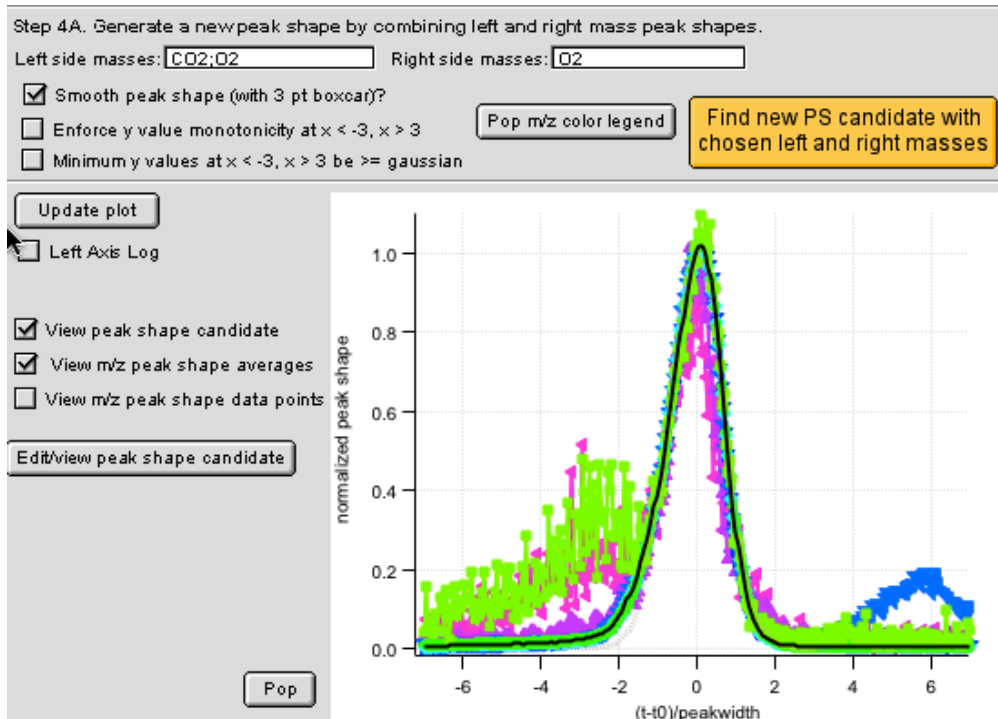 Step 4A. Generate a new peak shape by combining left and right mass peak shapes.
Left side masses: CO2;O2 Right side masses: O2
Smooth peak shape (with 3 pt boxcar)?
Enforce y value monotonicity at x < -3, x > 3
Minimum y values at x < -3, x > 3 be >= gaussian
Pop m/z color legend
Find new PS candidate with
chosen left and right masses
Update plot
Left Axis Log
View peak shape candidate
View m/z peak shape averages
View m/z peak shape data points
Edit/view peak shape candidate
Pop
normalized peak shape
1.0
0.8
0.6
0.4
0.2
0.0
-6 -4 -2 0 2 4 6
(t-t0)/peakwidth